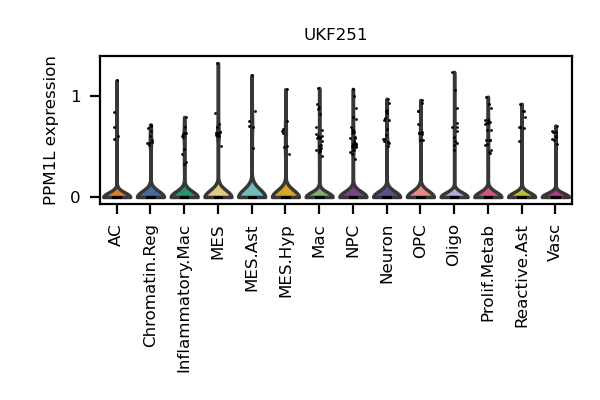 UKF251
PPM1L expression
1
0
AC
Chromatin.Reg
Inflammatory.Mac
MES
MES.Ast
MES.Hyp
Mac
NPC
Neuron
OPC
Oligo
Prolif.Metab
Reactive.Ast
Vasc